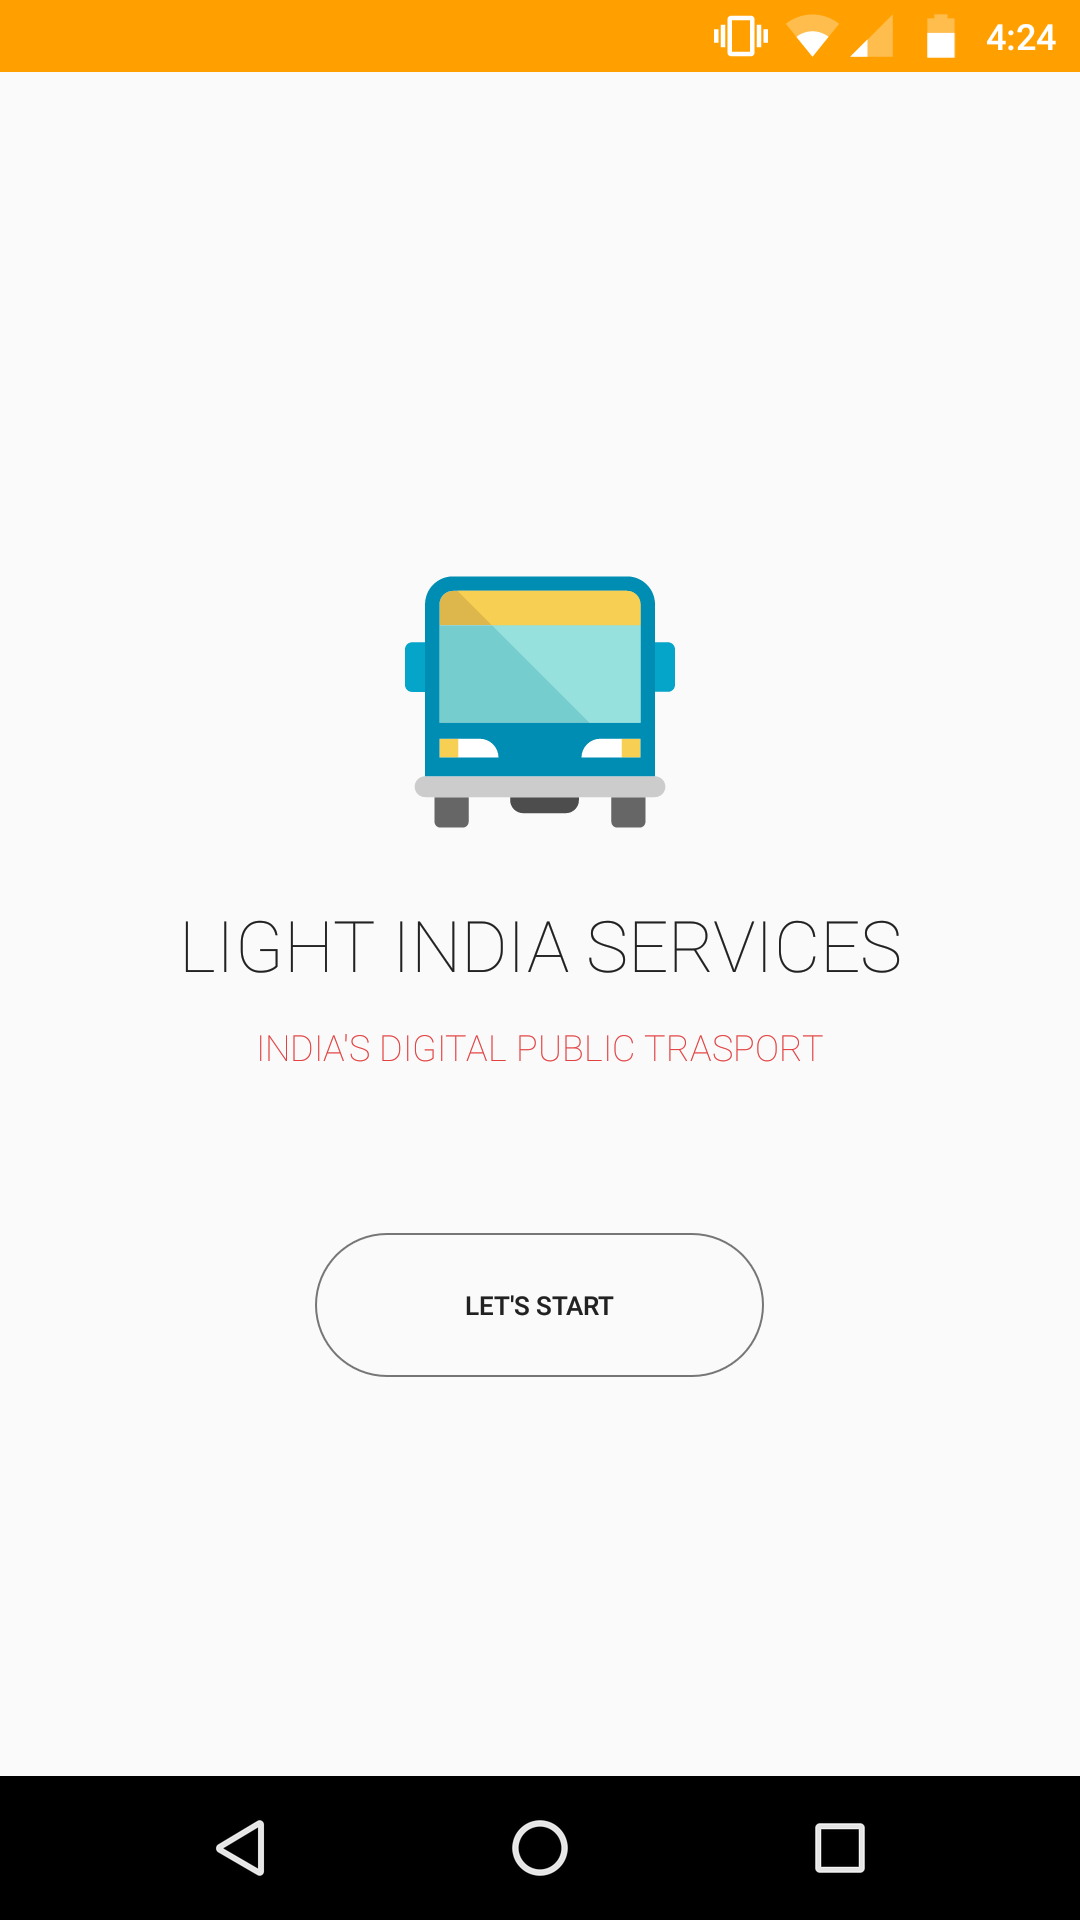 4:24
LIGHT INDIA SERVICES
INDIA'S DIGITAL PUBLIC TRASPORT
LET'S START